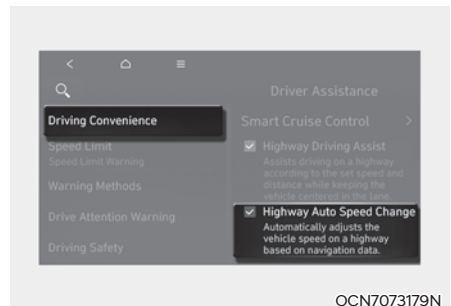 Driver Assistance
Driving Convenience
Speed Limit
Speed Limit Warning
Warning Methods
Drive Attention Warning
Driving Safety
Smart Cruise Control
Highway Driving Assist
Assists driving on a highway
according to the set speed and
distance while keeping the
vehicle centered in the lane.
Highway Auto Speed Change
Automatically adjusts the
vehicle speed on a highway
based on navigation data.
OCN7073179N